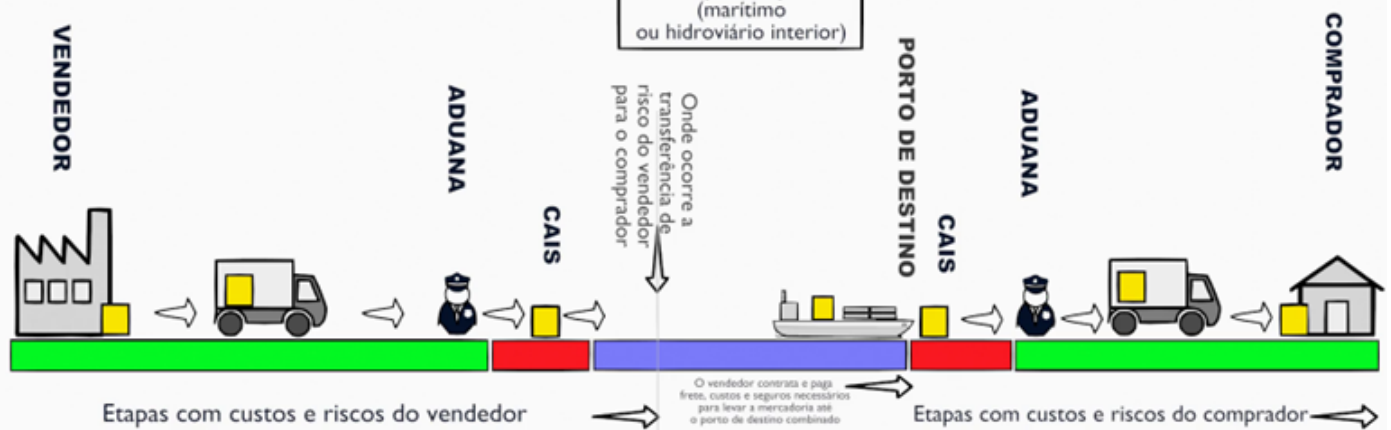 (marítimo
ou hidroviário interior)
VENDEDOR
ADUANA
CAIS
Onde ocorre a
transferência de
risco do vendedor
para o comprador
PORTO DE DESTINO
CAIS
ADUANA
COMPRADOR
O vendedor contrata e paga
frete, custos e seguros necessários
para levar a mercadoria até
o porto de destino combinado
Etapas com custos e riscos do vendedor
Etapas com custos e riscos do comprador